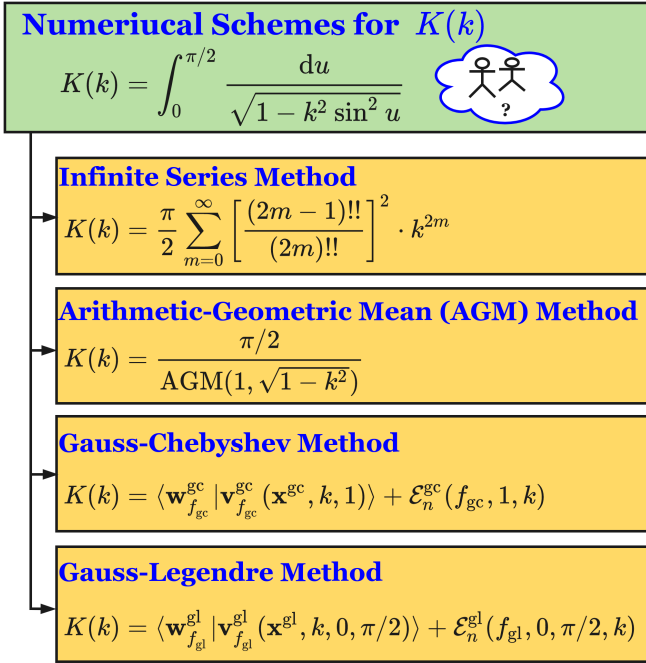 Numeriucal Schemes for K(k)
K(k) = ∫_0^{π/2} du / √(1 − k² sin² u)
?
Infinite Series Method
K(k) = π/2 ∑_{m=0}^{∞} [(2m − 1)!! / (2m)!!]² · k^{2m}
Arithmetic-Geometric Mean (AGM) Method
K(k) = π/2 / AGM(1, √(1 − k²))
Gauss-Chebyshev Method
K(k) = ⟨w^{gc}_{f_{gc}} | v^{gc}_{f_{gc}}(x^{gc}, k, 1)⟩ + ℰ^{gc}_n(f_{gc}, 1, k)
Gauss-Legendre Method
K(k) = ⟨w^{gl}_{f_{gl}} | v^{gl}_{f_{gl}}(x^{gl}, k, 0, π/2)⟩ + ℰ^{gl}_n(f_{gl}, 0, π/2, k)